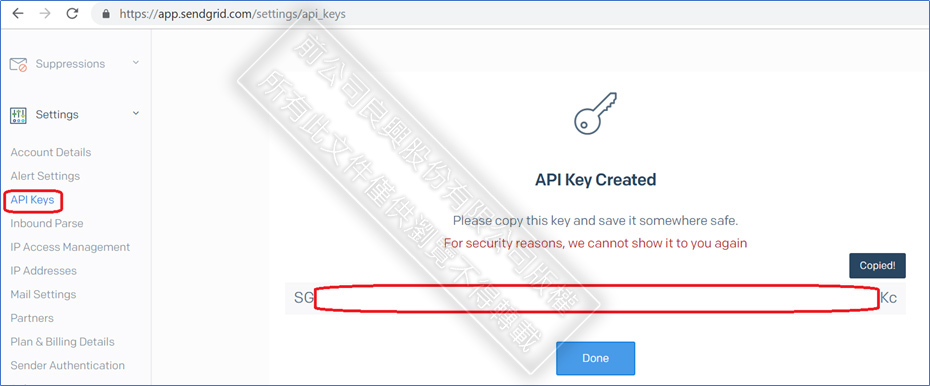 https://app.sendgrid.com/settings/api_keys
Suppressions
Settings
Account Details
Alert Settings
API Keys
Inbound Parse
IP Access Management
IP Addresses
Mail Settings
Partners
Plan & Billing Details
Sender Authentication
API Key Created
Please copy this key and save it somewhere safe.
For security reasons, we cannot show it to you again
Copied!
SG
Kc
Done
前公司良興股份有限公司版權
所有此文件僅供瀏覽不得轉載